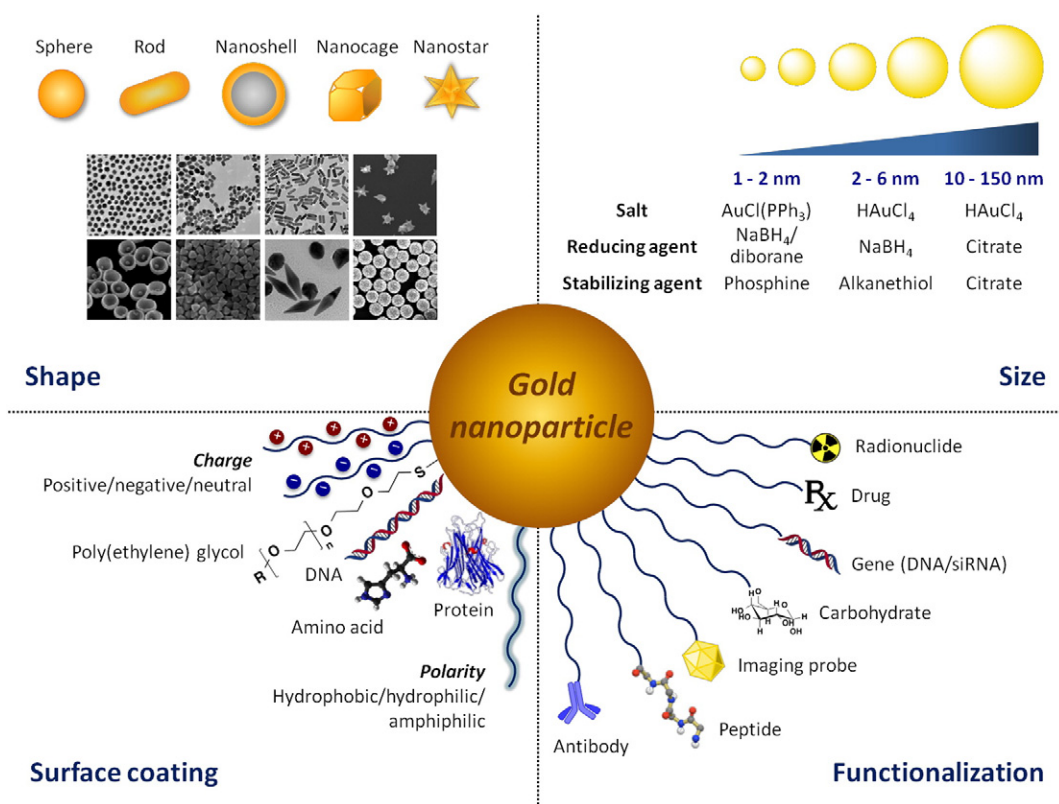 Sphere Rod Nanoshell Nanocage Nanostar
Shape
1 - 2 nm 2 - 6 nm 10 - 150 nm
Salt AuCl(PPh₃) HAuCl₄ HAuCl₄
Reducing agent NaBH₄/ diborane NaBH₄ Citrate
Stabilizing agent Phosphine Alkanethiol Citrate
Size
Gold
nanoparticle
Charge
Positive/negative/neutral
+ + + +
- - - -
S
O
O
O
n
R
Poly(ethylene) glycol
DNA
Amino acid
Protein
Polarity
Hydrophobic/hydrophilic/
amphiphilic
Surface coating
Radionuclide
Rx Drug
Gene (DNA/siRNA)
Carbohydrate
Imaging probe
Peptide
Antibody
Functionalization